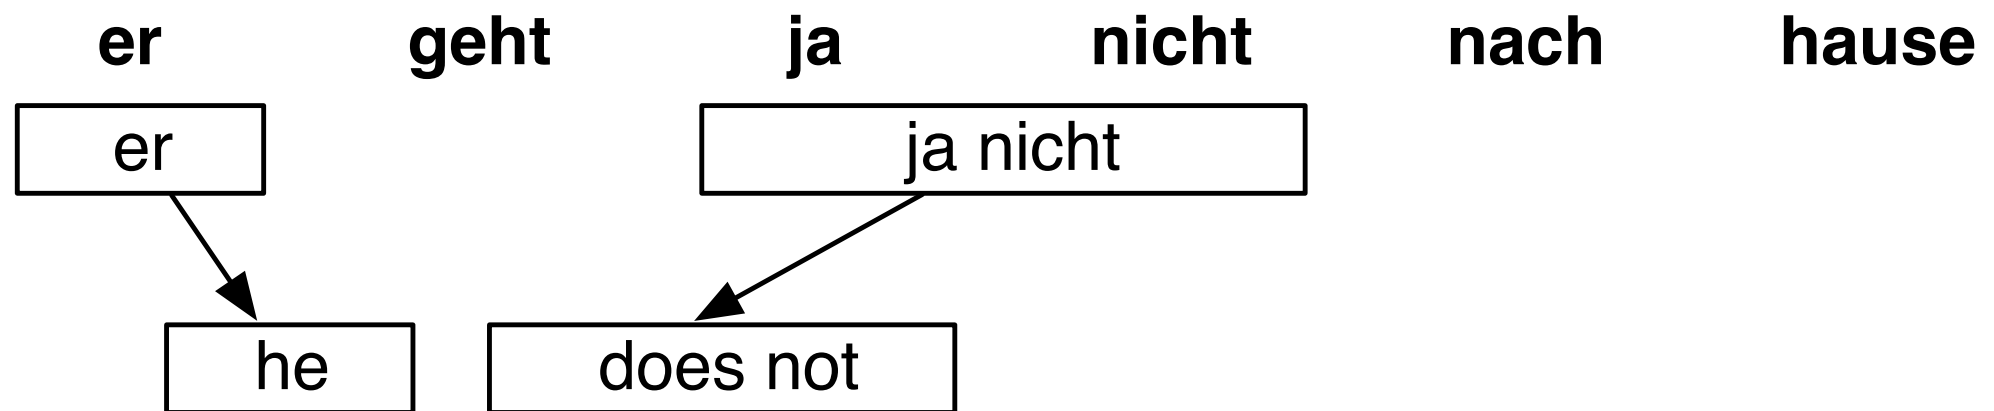 er geht ja nicht nach hause
er ja nicht
he does not